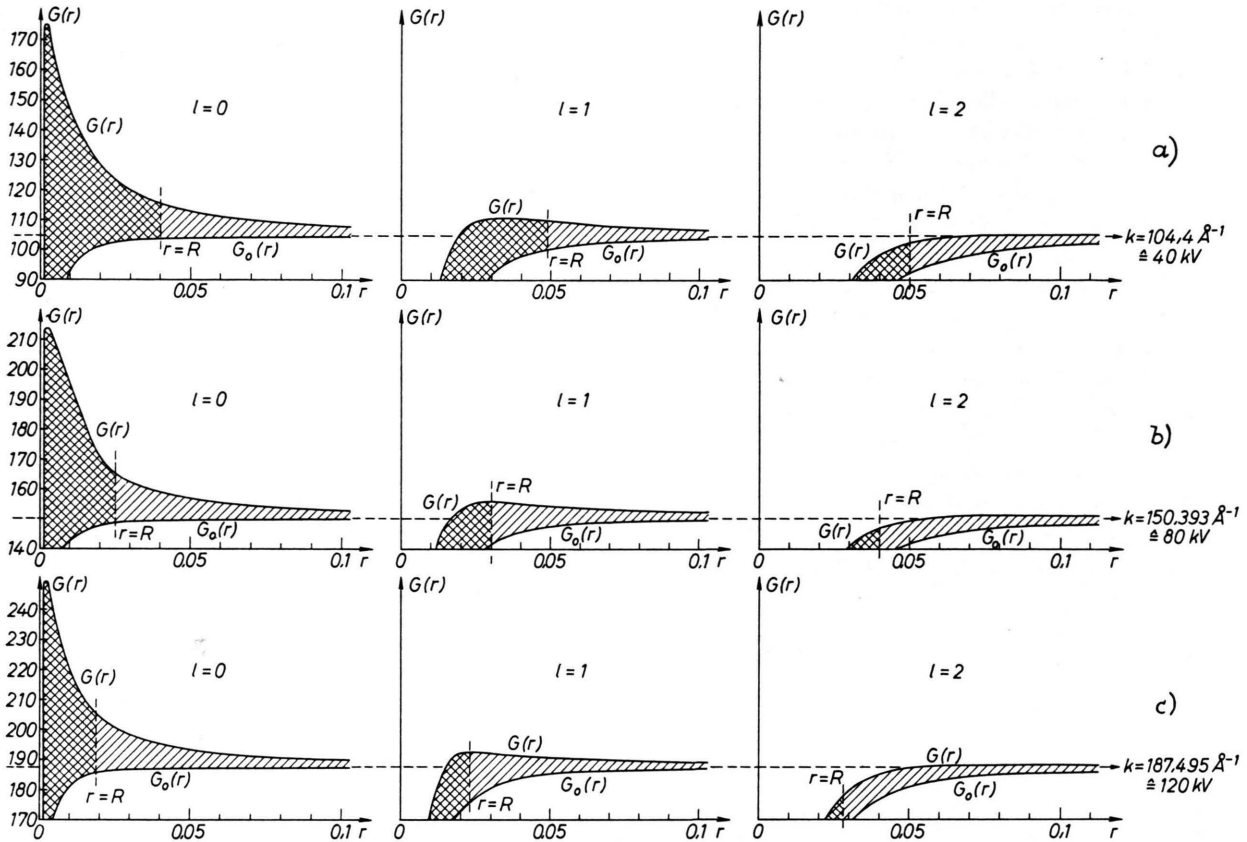 G(r) G(r) G(r)
170
160
150
140
130
120
110
100
90
G(r)
l=0
r=R
G₀(r)
0 0.05 0.1 r
l=1
G(r)
r=R
G₀(r)
0 0.05 0.1 r
l=2
r=R
G(r)
G₀(r)
0 0.05 0.1 r
a)
k=104.4 Å⁻¹
≙ 40 kV
G(r) G(r) G(r)
210
200
190
180
170
160
150
140
G(r)
l=0
r=R
G₀(r)
0 0.05 0.1 r
l=1
r=R
G(r)
G₀(r)
0 0.05 0.1 r
l=2
r=R
G(r)
G₀(r)
0 0.05 0.1 r
b)
k=150.393 Å⁻¹
≙ 80 kV
G(r) G(r) G(r)
240
230
220
210
200
190
180
170
l=0
G(r)
G₀(r)
r=R
0 0.05 0.1 r
l=1
G(r)
G₀(r)
r=R
0 0.05 0.1 r
l=2
G(r)
r=R
G₀(r)
0 0.05 0.1 r
c)
k=187.495 Å⁻¹
≙ 120 kV